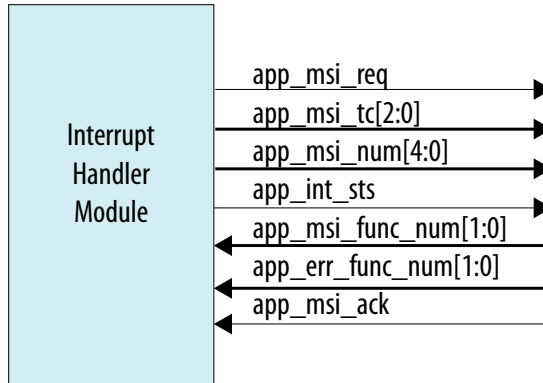 Interrupt
Handler
Module
app_msi_req
app_msi_tc[2:0]
app_msi_num[4:0]
app_int_sts
app_msi_func_num[1:0]
app_err_func_num[1:0]
app_msi_ack